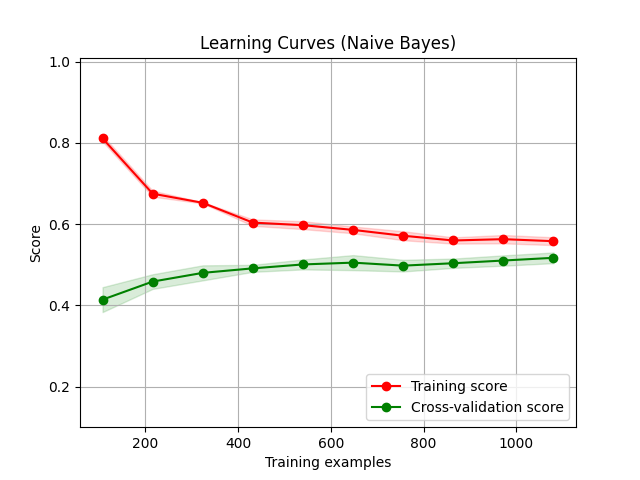 Learning Curves (Naive Bayes)
1.0
0.8
0.6
0.4
0.2
Score
200 400 600 800 1000
Training examples
Training score
Cross-validation score